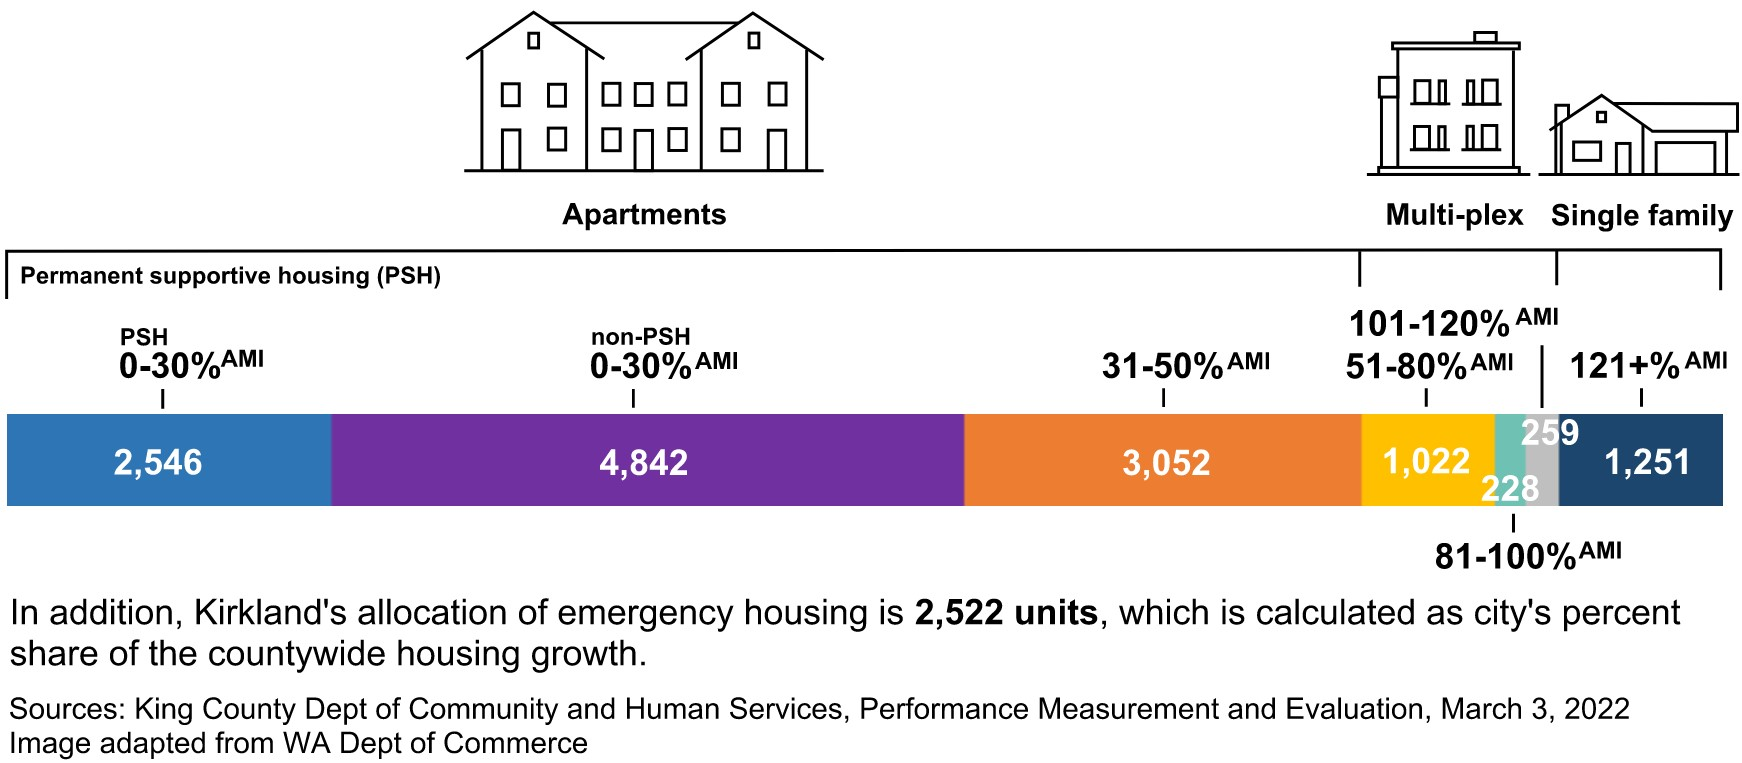 Apartments
Multi-plex
Single family
Permanent supportive housing (PSH)
PSH
0-30% AMI
non-PSH
0-30% AMI
31-50% AMI
101-120% AMI
51-80% AMI
121+% AMI
2,546
4,842
3,052
1,022
228
259
1,251
81-100% AMI
In addition, Kirkland's allocation of emergency housing is 2,522 units, which is calculated as city's percent
share of the countywide housing growth.
Sources: King County Dept of Community and Human Services, Performance Measurement and Evaluation, March 3, 2022
Image adapted from WA Dept of Commerce